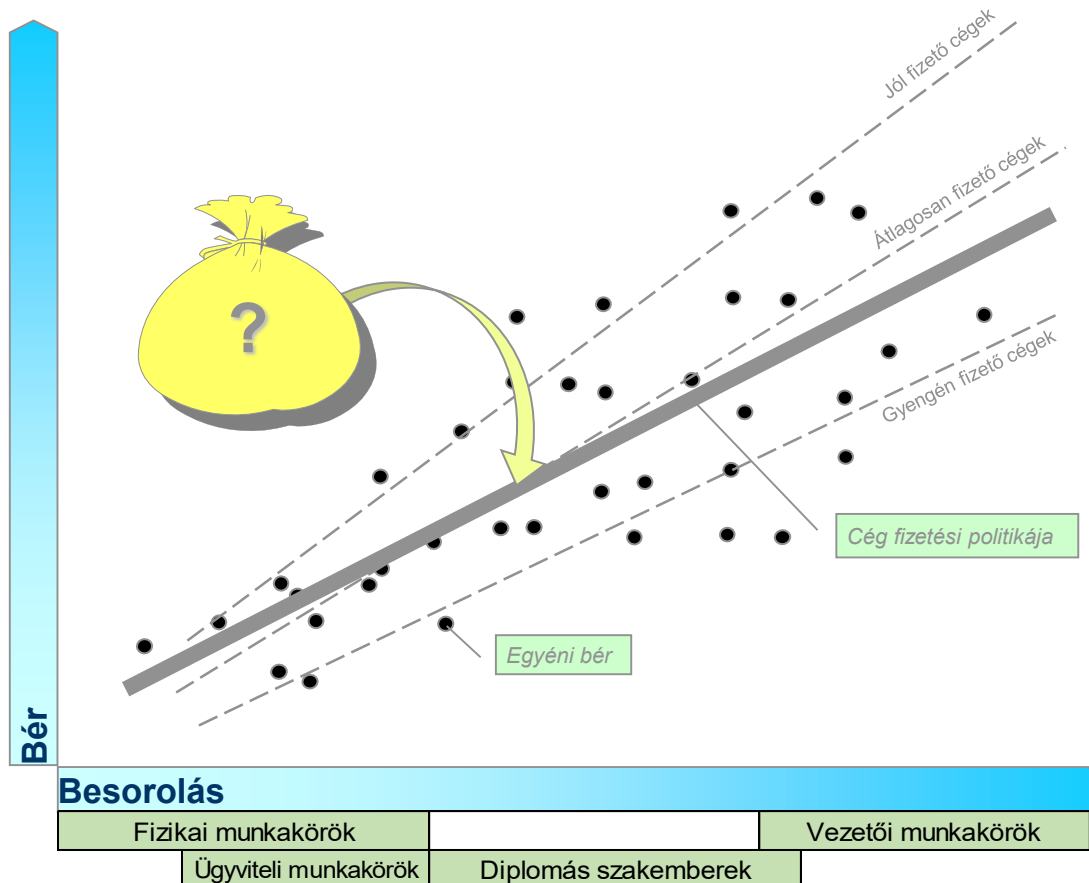 Jól fizető cégek
Átlagosan fizető cégek
?
Gyengén fizető cégek
Cég fizetési politikája
Egyéni bér
Bér
Besorolás
Fizikai munkakörök
Vezetői munkakörök
Ügyviteli munkakörök
Diplomás szakemberek